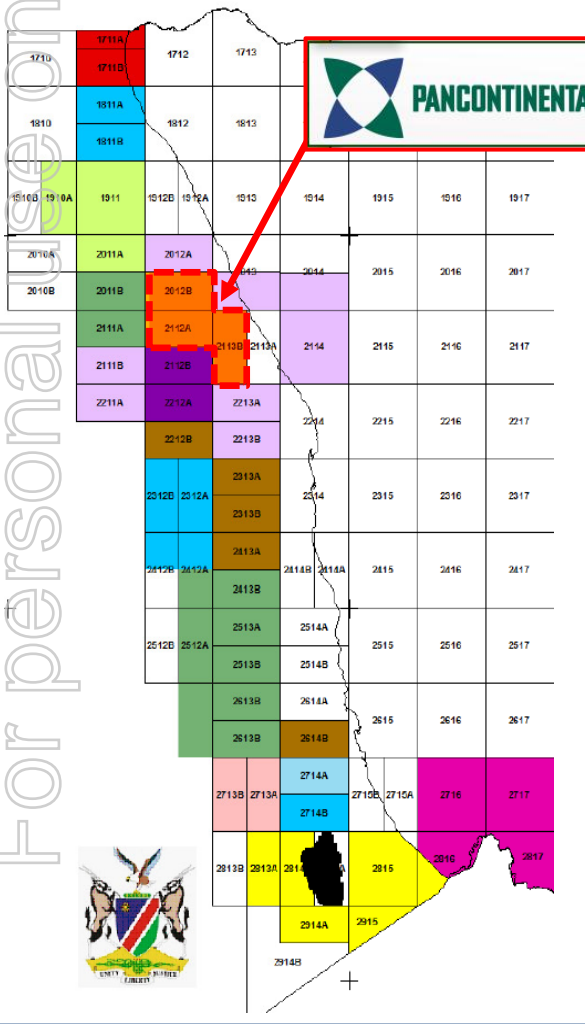 For personal use on
1711A
1710 1712 1713
1711B
PANCONTINENTA
1811A
1810 1812 1813
1811B
1910B 1910A 1911 1912B 1912A 1913 1914 1915 1916 1917
2010A 2011A 2012A
2013 2014 2015 2016 2017
2010B 2011B 2012B
2111A 2112A 2113B 2113A 2114 2115 2116 2117
2111B 2112B
2211A 2212A 2213A
2214 2215 2216 2217
2212B 2213B
2313A
2312B 2312A 2314 2315 2316 2317
2313B
2413A
2412B 2412A 2414B 2414A 2415 2416 2417
2413B
2513A 2514A
2512B 2512A 2515 2516 2517
2513B 2514B
2613B 2614A
2615 2616 2617
2613B 2614B
2714A
2713B 2713A 2715B 2715A 2716 2717
2714B
2813B 2813A 2815 2816 2817
2914A 2915
2914B
UNITY LIBERTY JUSTICE